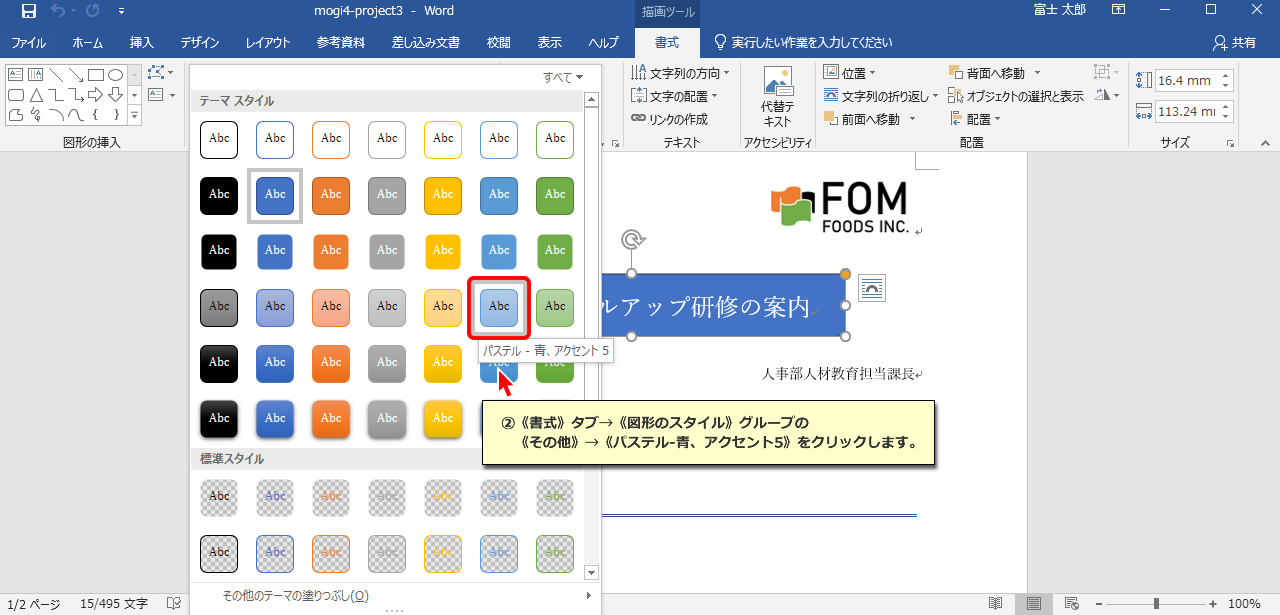 mogi4-project3 - Word
描画ツール
富士 太郎
ファイル ホーム 挿入 デザイン レイアウト 参考資料 差し込み文書 校閲 表示 ヘルプ 書式 実行したい作業を入力してください 共有
すべて
文字列の方向
文字の配置
リンクの作成
テキスト
代替テ
キスト
アクセシビリティ
位置
文字列の折り返し
前面へ移動
背面へ移動
オブジェクトの選択と表示
配置
配置
16.4 mm
113.24 mi
サイズ
図形の挿入
テーマ スタイル
Abc Abc Abc Abc Abc Abc Abc
Abc Abc Abc Abc Abc Abc Abc
Abc Abc Abc Abc Abc Abc Abc
Abc Abc Abc Abc Abc Abc Abc
パステル - 青、アクセント 5
Abc Abc Abc Abc Abc Abc Abc
Abc Abc Abc Abc Abc
標準スタイル
Abc Abc Abc Abc Abc Abc Abc
Abc Abc Abc Abc Abc Abc Abc
その他のテーマの塗りつぶし(O)
FOM
FOODS INC.
ルアップ研修の案内
人事部人材教育担当課長
②《書式》タブ→《図形のスタイル》グループの
《その他》→《パステル-青、アクセント5》をクリックします。
1/2 ページ 15/495 文字
100%